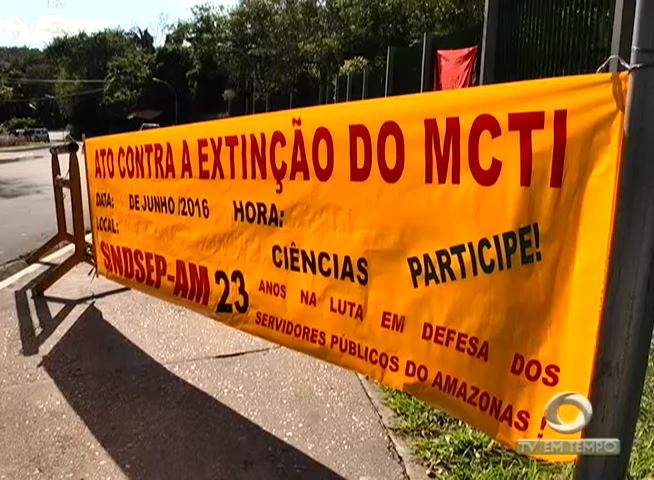 ATO CONTRA A EXTINÇÃO DO MCTI
DATA: DE JUNHO/2016 HORA:
LOCAL: CIÊNCIAS PARTICIPE!
SINDSEP-AM 23 ANOS NA LUTA EM DEFESA DOS
SERVIDORES PÚBLICOS DO AMAZONAS!
TV EM TEMPO